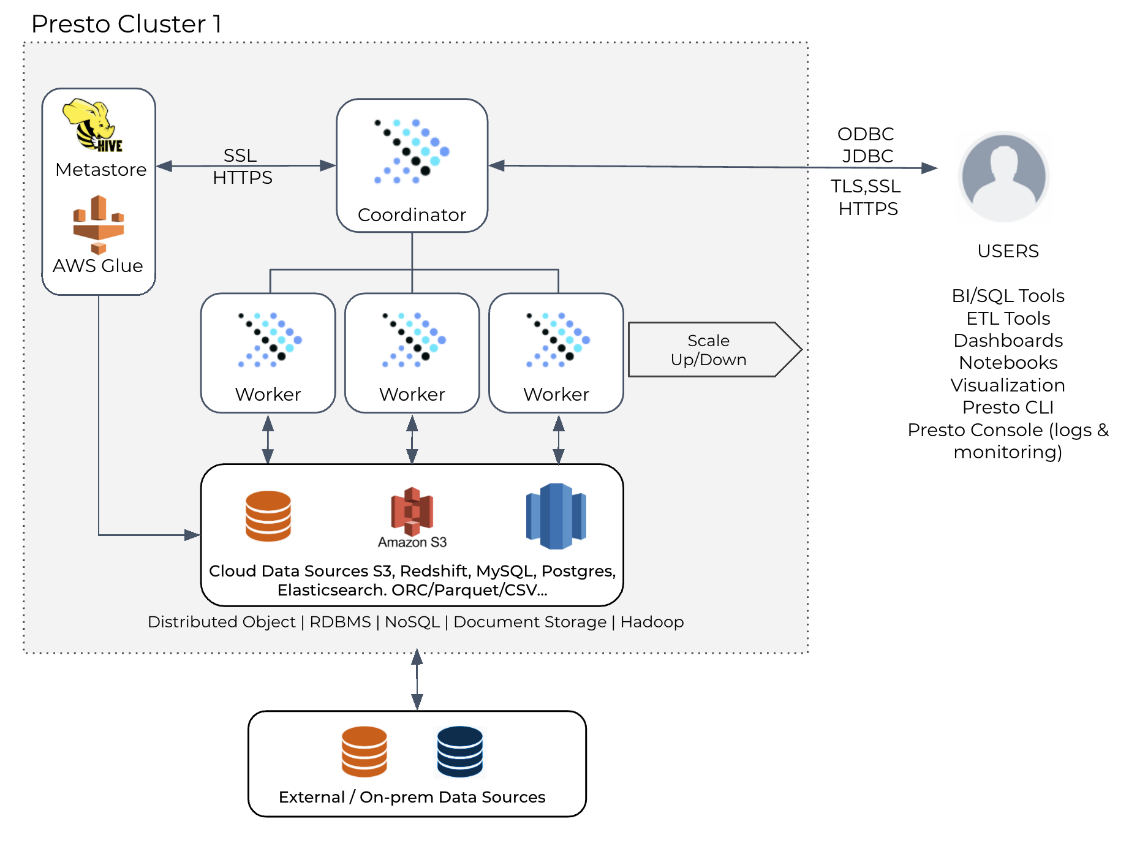 Presto Cluster 1
HIVE
Metastore
AWS Glue
SSL
HTTPS
Coordinator
ODBC
JDBC
TLS,SSL
HTTPS
USERS
BI/SQL Tools
ETL Tools
Dashboards
Notebooks
Visualization
Presto CLI
Presto Console (logs &
monitoring)
Worker
Worker
Worker
Scale
Up/Down
Amazon S3
Cloud Data Sources S3, Redshift, MySQL, Postgres,
Elasticsearch. ORC/Parquet/CSV...
Distributed Object | RDBMS | NoSQL | Document Storage | Hadoop
External / On-prem Data Sources